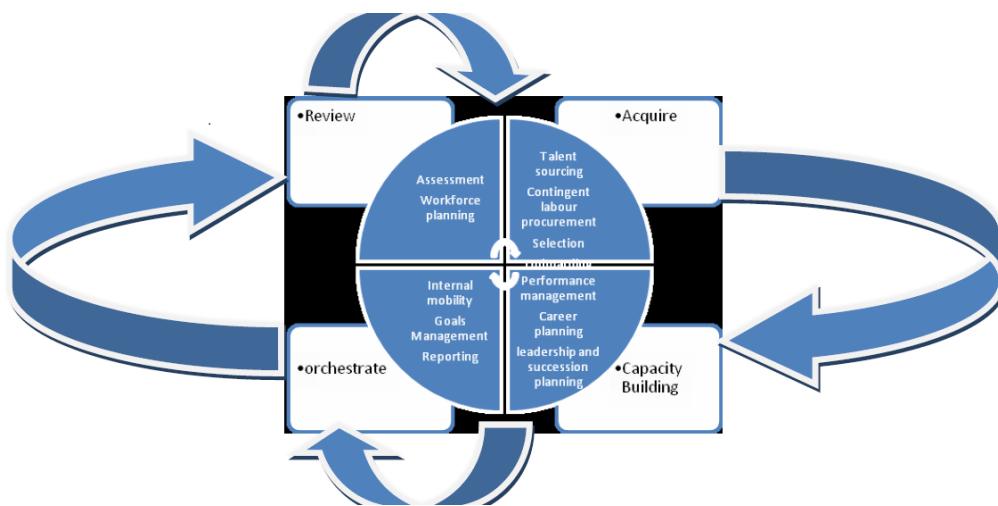 •Review
Assessment
Workforce
planning
•Acquire
Talent
sourcing
Contingent
labour
procurement
Selection
Internal
mobility
Goals
Management
Reporting
•orchestrate
Performance
management
Career
planning
leadership and
succession
planning
•Capacity
Building